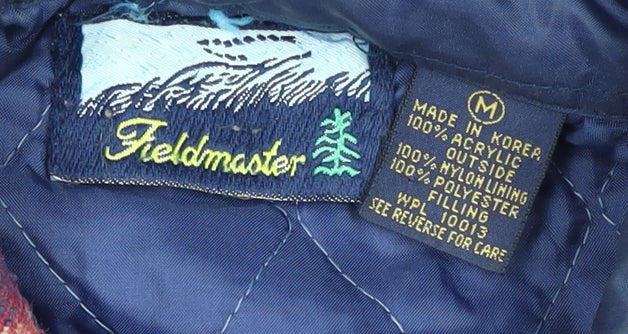 Fieldmaster
M
MADE IN KOREA
100% ACRYLIC
OUTSIDE
100% NYLON LINING
100% POLYESTER
FILLING
WPL 10013
SEE REVERSE FOR CARE